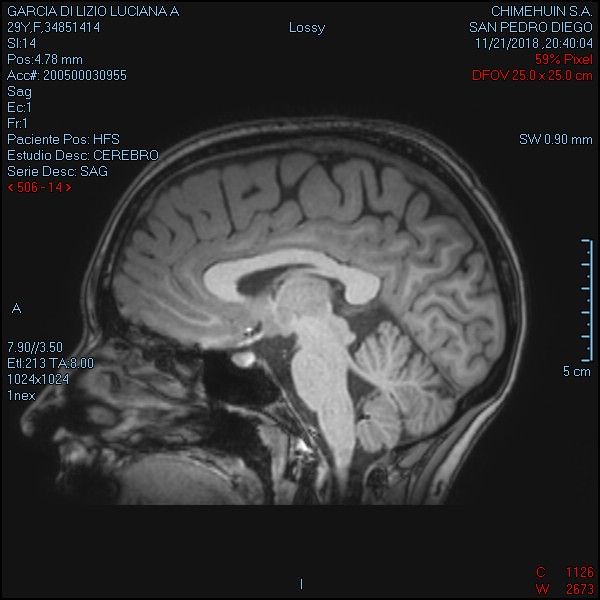 GARCIA DI LIZIO LUCIANA A
29Y,F,34851414
Sl:14
Pos:4.78 mm
Acc#: 200500030955
Sag
Ec:1
Fr:1
Paciente Pos: HFS
Estudio Desc: CEREBRO
Serie Desc: SAG
< 506 - 14 >
Lossy
CHIMEHUIN S.A.
SAN PEDRO DIEGO
11/21/2018 ,20:40:04
59% Pixel
DFOV 25.0 x 25.0 cm
SW 0.90 mm
A
7.90//3.50
Etl:213 TA:8:00
1024x1024
1nex
5 cm
I
C 1126
W 2673